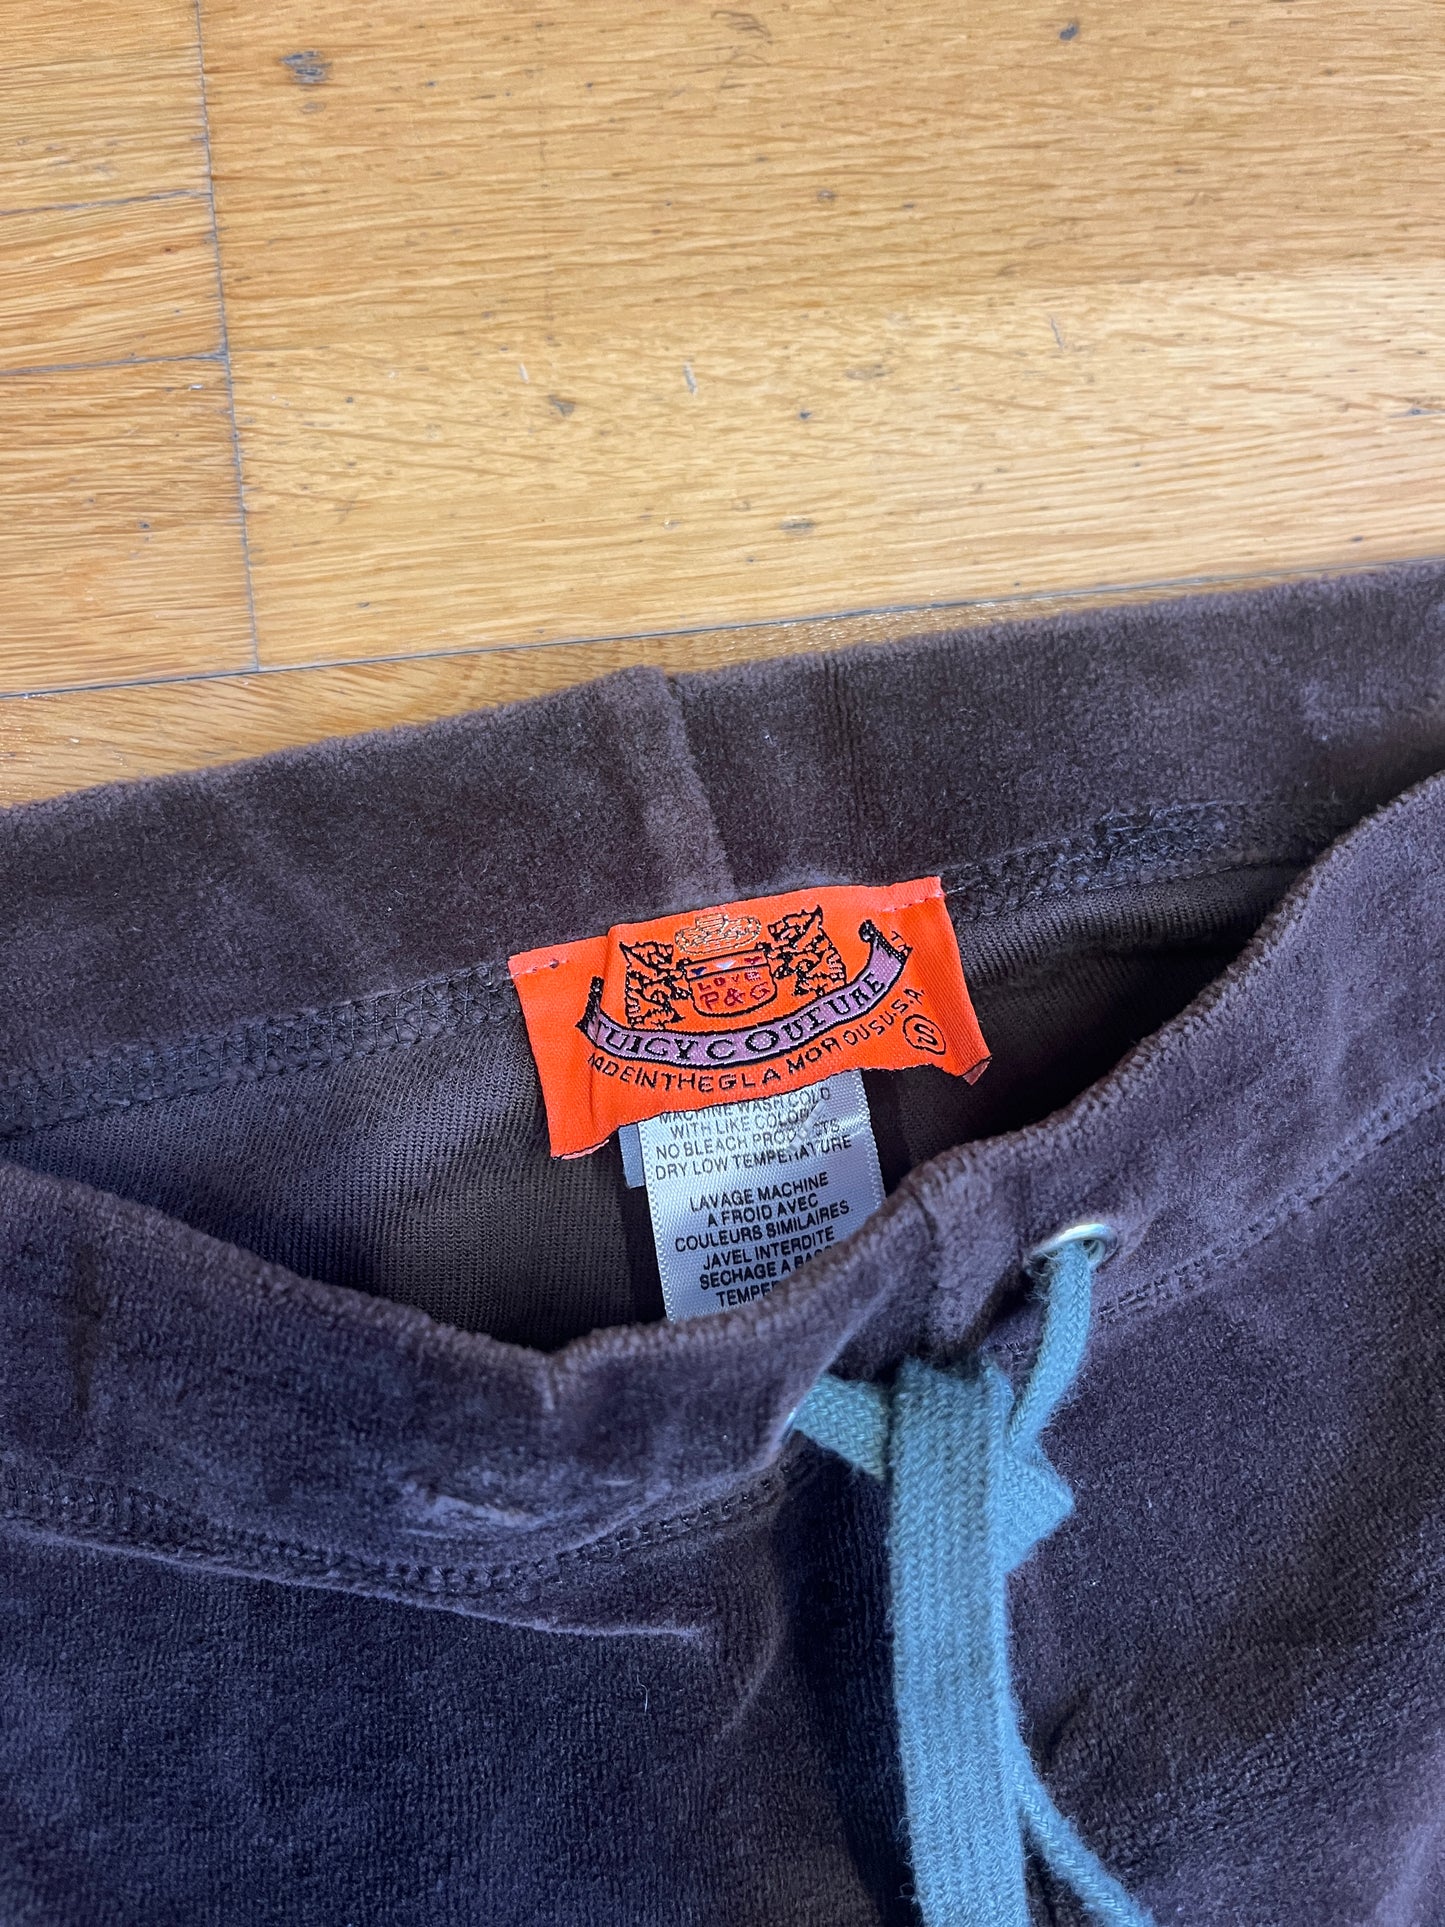 LOVE
P&G
JUICY COUTURE
MADE IN THE GLAMOROUS U.S.A.
MACHINE WASH COLD
WITH LIKE COLORS
NO BLEACH PRODUCTS
DRY LOW TEMPERATURE
LAVAGE MACHINE
A FROID AVEC
COULEURS SIMILAIRES
JAVEL INTERDITE
SECHAGE A